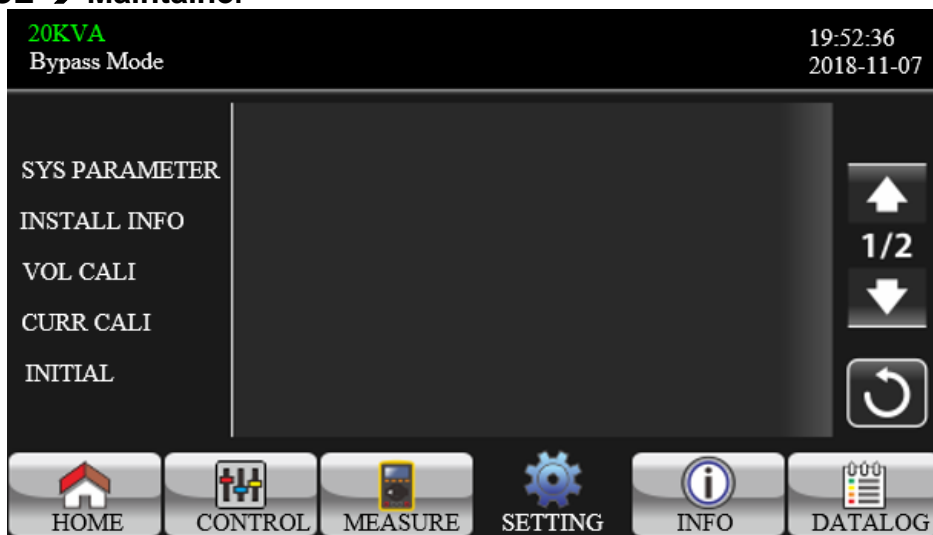 Maintainer
20KVA
Bypass Mode
19:52:36
2018-11-07
SYS PARAMETER
INSTALL INFO
VOL CALI
CURR CALI
INITIAL
1/2
HOME
CONTROL
MEASURE
SETTING
INFO
DATALOG